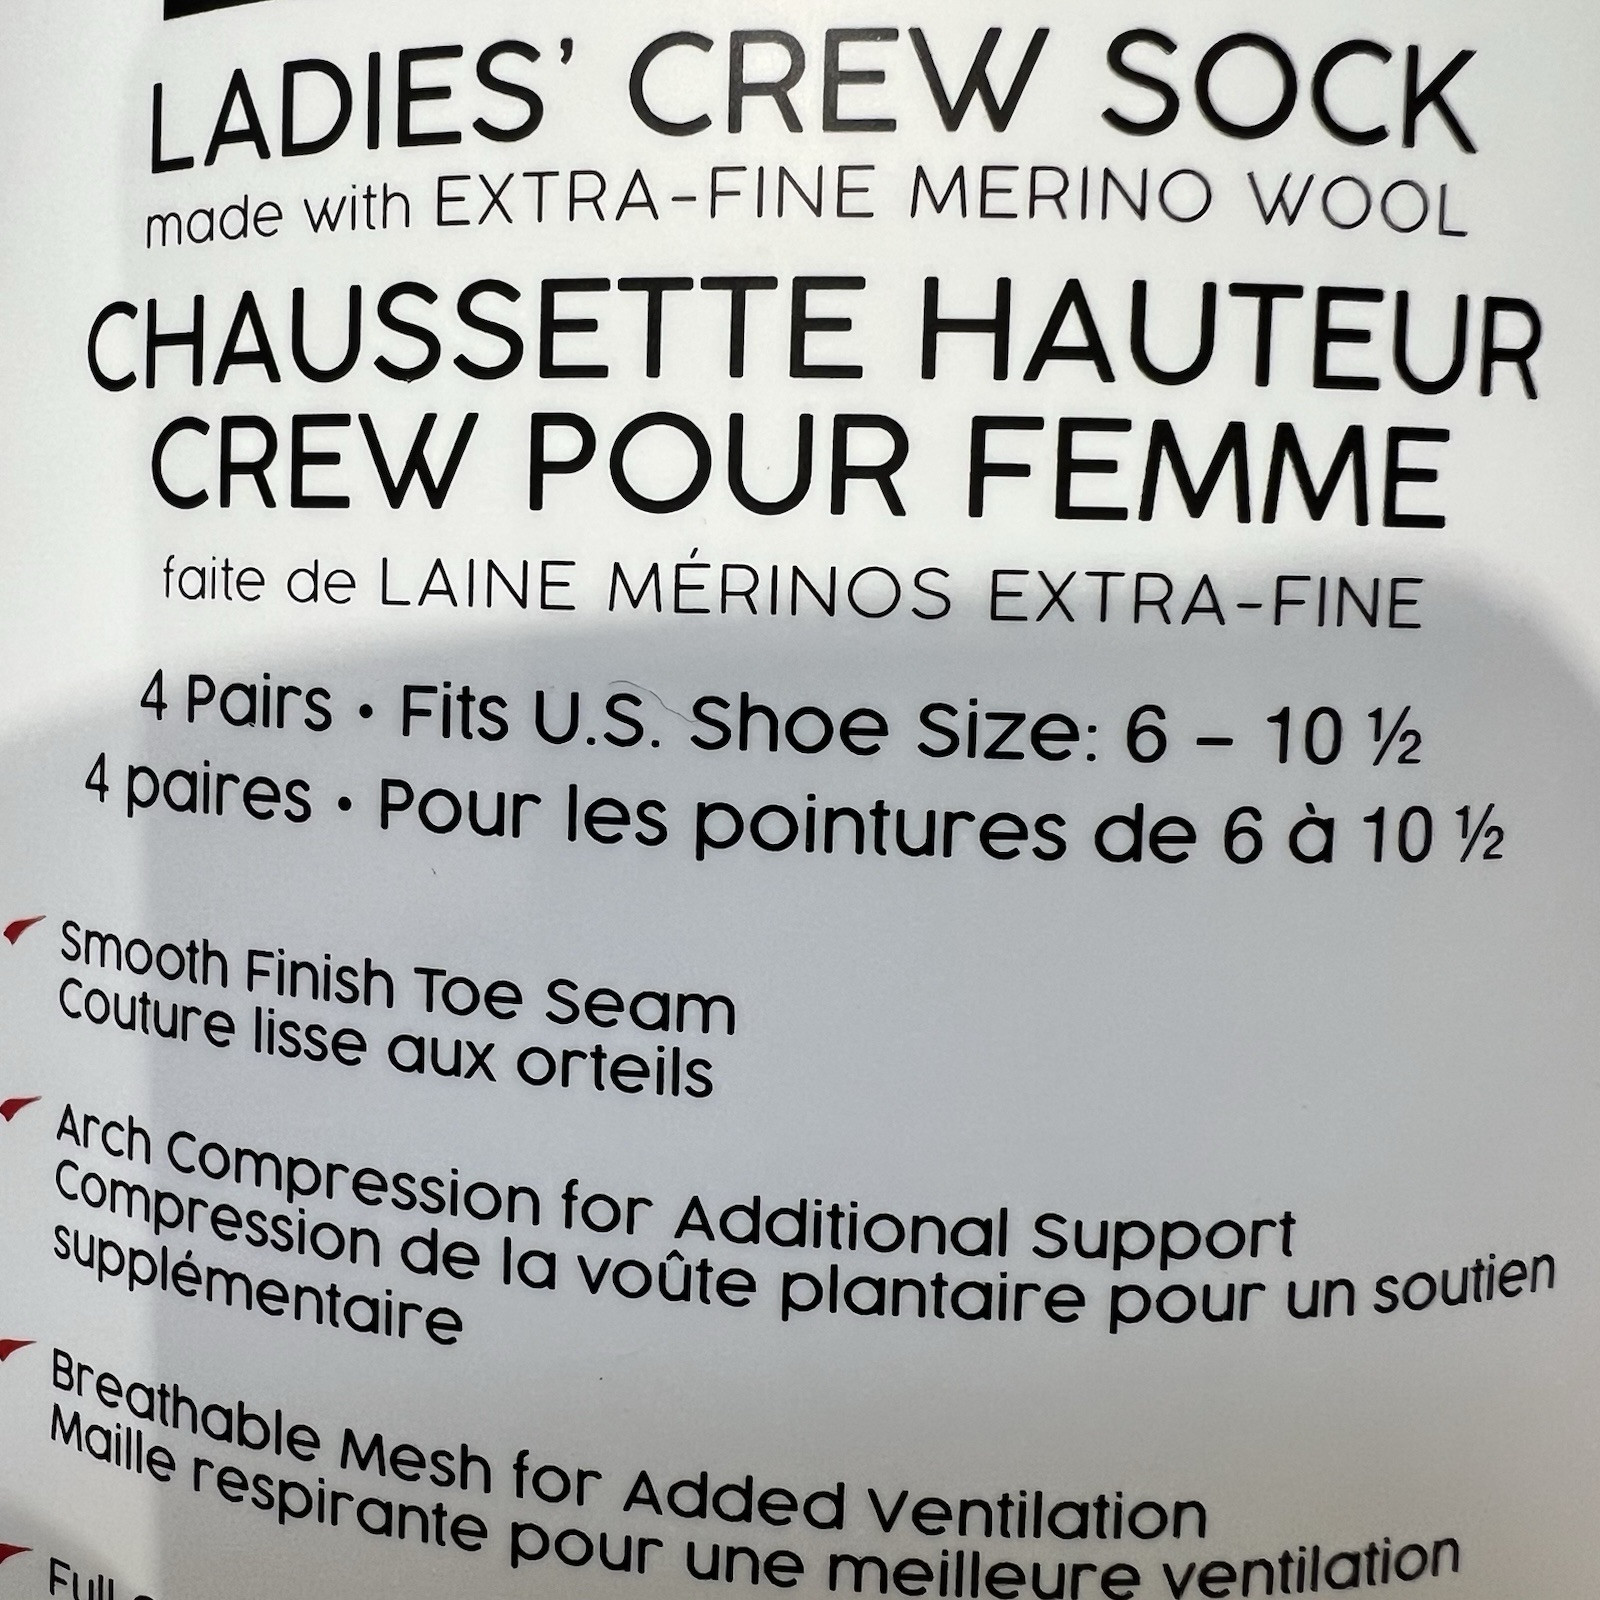 LADIES’ CREW SOCK
made with EXTRA-FINE MERINO WOOL
CHAUSSETTE HAUTEUR
CREW POUR FEMME
faite de LAINE MÉRINOS EXTRA-FINE
4 Pairs • Fits U.S. Shoe Size: 6 – 10 ½
4 paires • Pour les pointures de 6 à 10 ½
Smooth Finish Toe Seam
Couture lisse aux orteils
Arch Compression for Additional Support
Compression de la voûte plantaire pour un soutien
supplémentaire
Breathable Mesh for Added Ventilation
Maille respirante pour une meilleure ventilation
Full